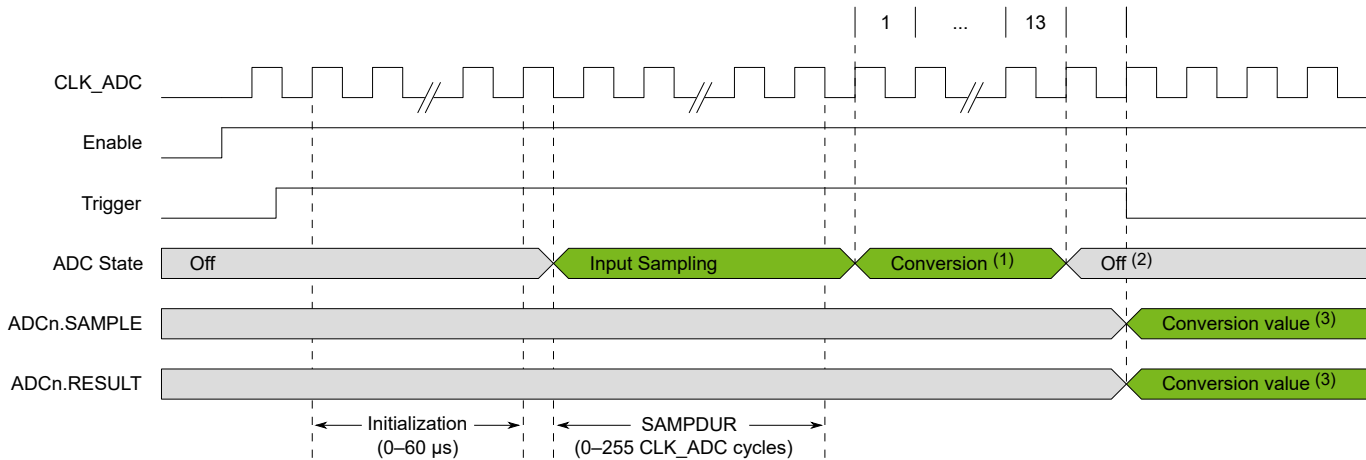 1 ... 13
CLK_ADC
Enable
Trigger
ADC State Off Input Sampling Conversion (1) Off (2)
ADCn.SAMPLE Conversion value (3)
ADCn.RESULT Conversion value (3)
Initialization SAMPDUR
(0–60 μs) (0–255 CLK_ADC cycles)